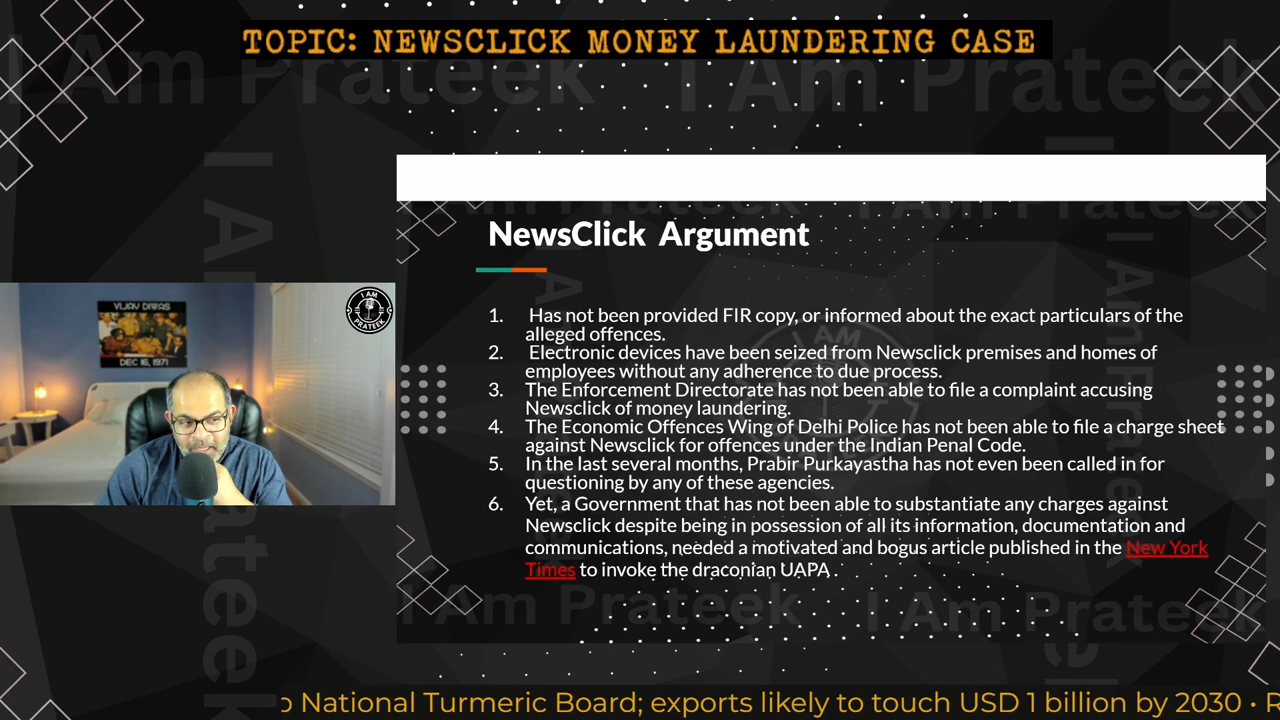 TOPIC: NEWSCLICK MONEY LAUNDERING CASE
I Am Prateek I Am Prateek
NewsClick Argument
1. Has not been provided FIR copy, or informed about the exact particulars of the
alleged offences.
2. Electronic devices have been seized from Newsclick premises and homes of
employees without any adherence to due process.
3. The Enforcement Directorate has not been able to file a complaint accusing
Newsclick of money laundering.
4. The Economic Offences Wing of Delhi Police has not been able to file a charge sheet
against Newsclick for offences under the Indian Penal Code.
5. In the last several months, Prabir Purkayastha has not even been called in for
questioning by any of these agencies.
6. Yet, a Government that has not been able to substantiate any charges against
Newsclick despite being in possession of all its information, documentation and
communications, needed a motivated and bogus article published in the New York
Times to invoke the draconian UAPA .
I AM
PRATEEK
VIJAY DIWAS
DEC 16, 1971
I Am Prateek I Am Prateek
o National Turmeric Board; exports likely to touch USD 1 billion by 2030 • R